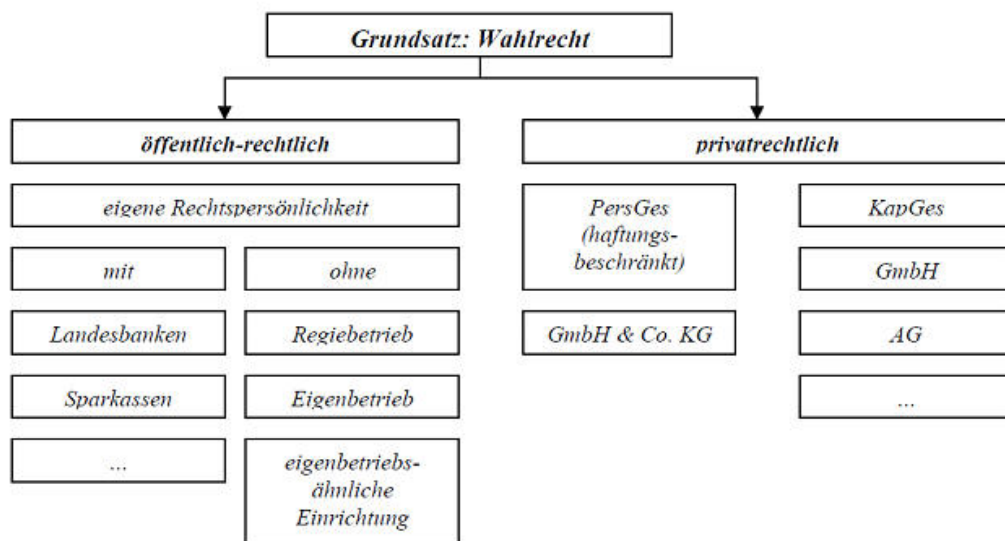 Grundsatz: Wahlrecht
öffentlich-rechtlich
privatrechtlich
eigene Rechtspersönlichkeit
mit
ohne
Landesbanken
Regiebetrieb
Sparkassen
Eigenbetrieb
...
eigenbetriebs-
ähnliche
Einrichtung
PersGes
(haftungs-
beschränkt)
GmbH & Co. KG
KapGes
GmbH
AG
...